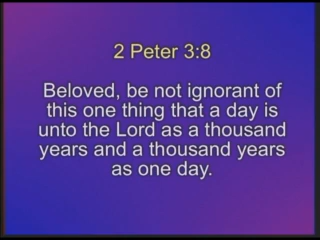 2 Peter 3:8
Beloved, be not ignorant of
this one thing that a day is
unto the Lord as a thousand
years and a thousand years
as one day.